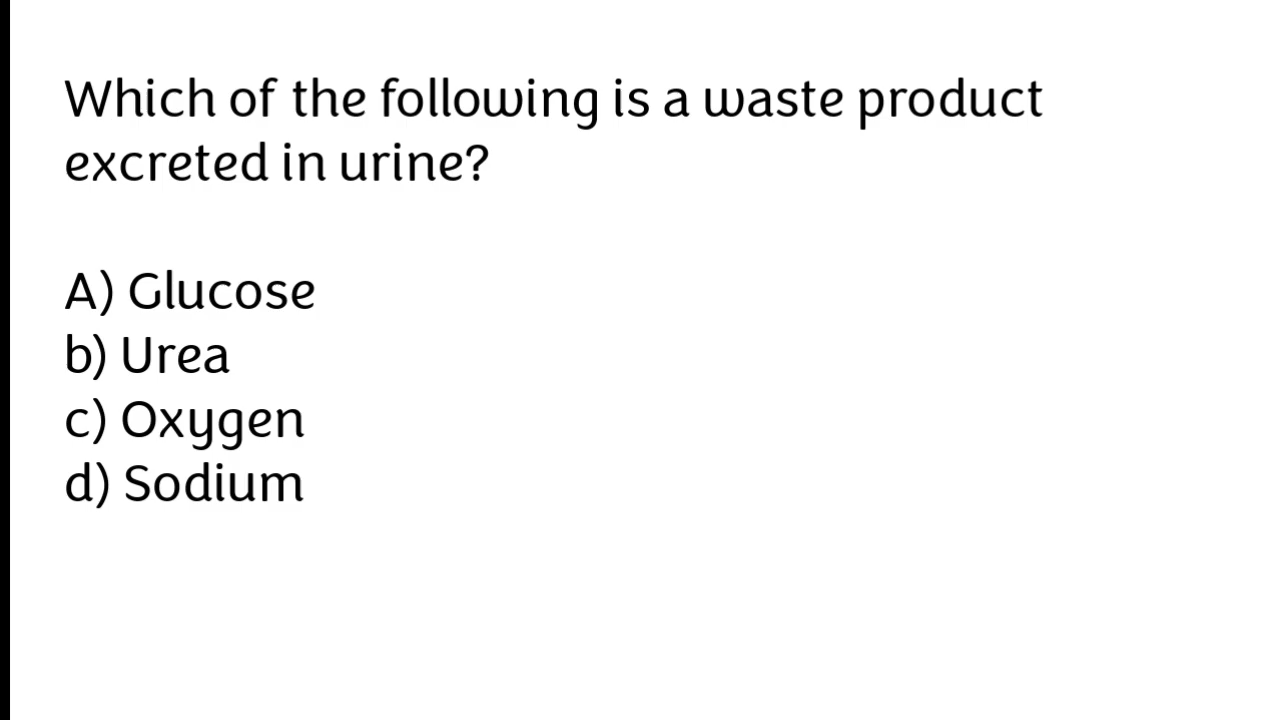 Which of the following is a waste product
excreted in urine?
A) Glucose
b) Urea
c) Oxygen
d) Sodium